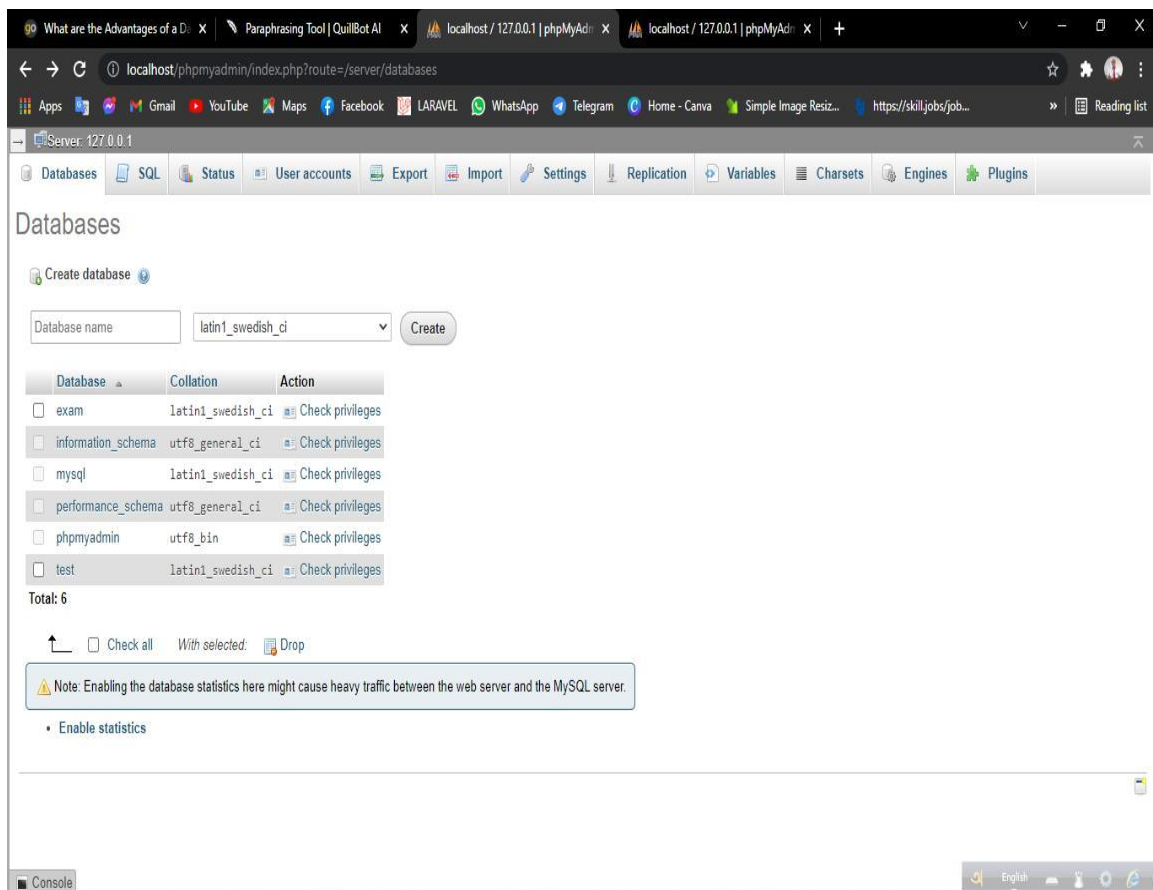 What are the Advantages of a Da
Paraphrasing Tool | QuillBot AI
localhost / 127.0.0.1 | phpMyAdm
localhost / 127.0.0.1 | phpMyAdm
localhost/phpmyadmin/index.php?route=/server/databases
Apps Gmail YouTube Maps Facebook LARAVEL WhatsApp Telegram Home - Canva Simple Image Resiz... https://skill.jobs/job... » Reading list
Server: 127.0.0.1
Databases SQL Status User accounts Export Import Settings Replication Variables Charsets Engines Plugins
Databases
Create database
Database name latin1_swedish_ci Create
Database Collation Action
exam latin1_swedish_ci Check privileges
information_schema utf8_general_ci Check privileges
mysql latin1_swedish_ci Check privileges
performance_schema utf8_general_ci Check privileges
phpmyadmin utf8_bin Check privileges
test latin1_swedish_ci Check privileges
Total: 6
Check all With selected: Drop
Note: Enabling the database statistics here might cause heavy traffic between the web server and the MySQL server.
• Enable statistics
Console
English